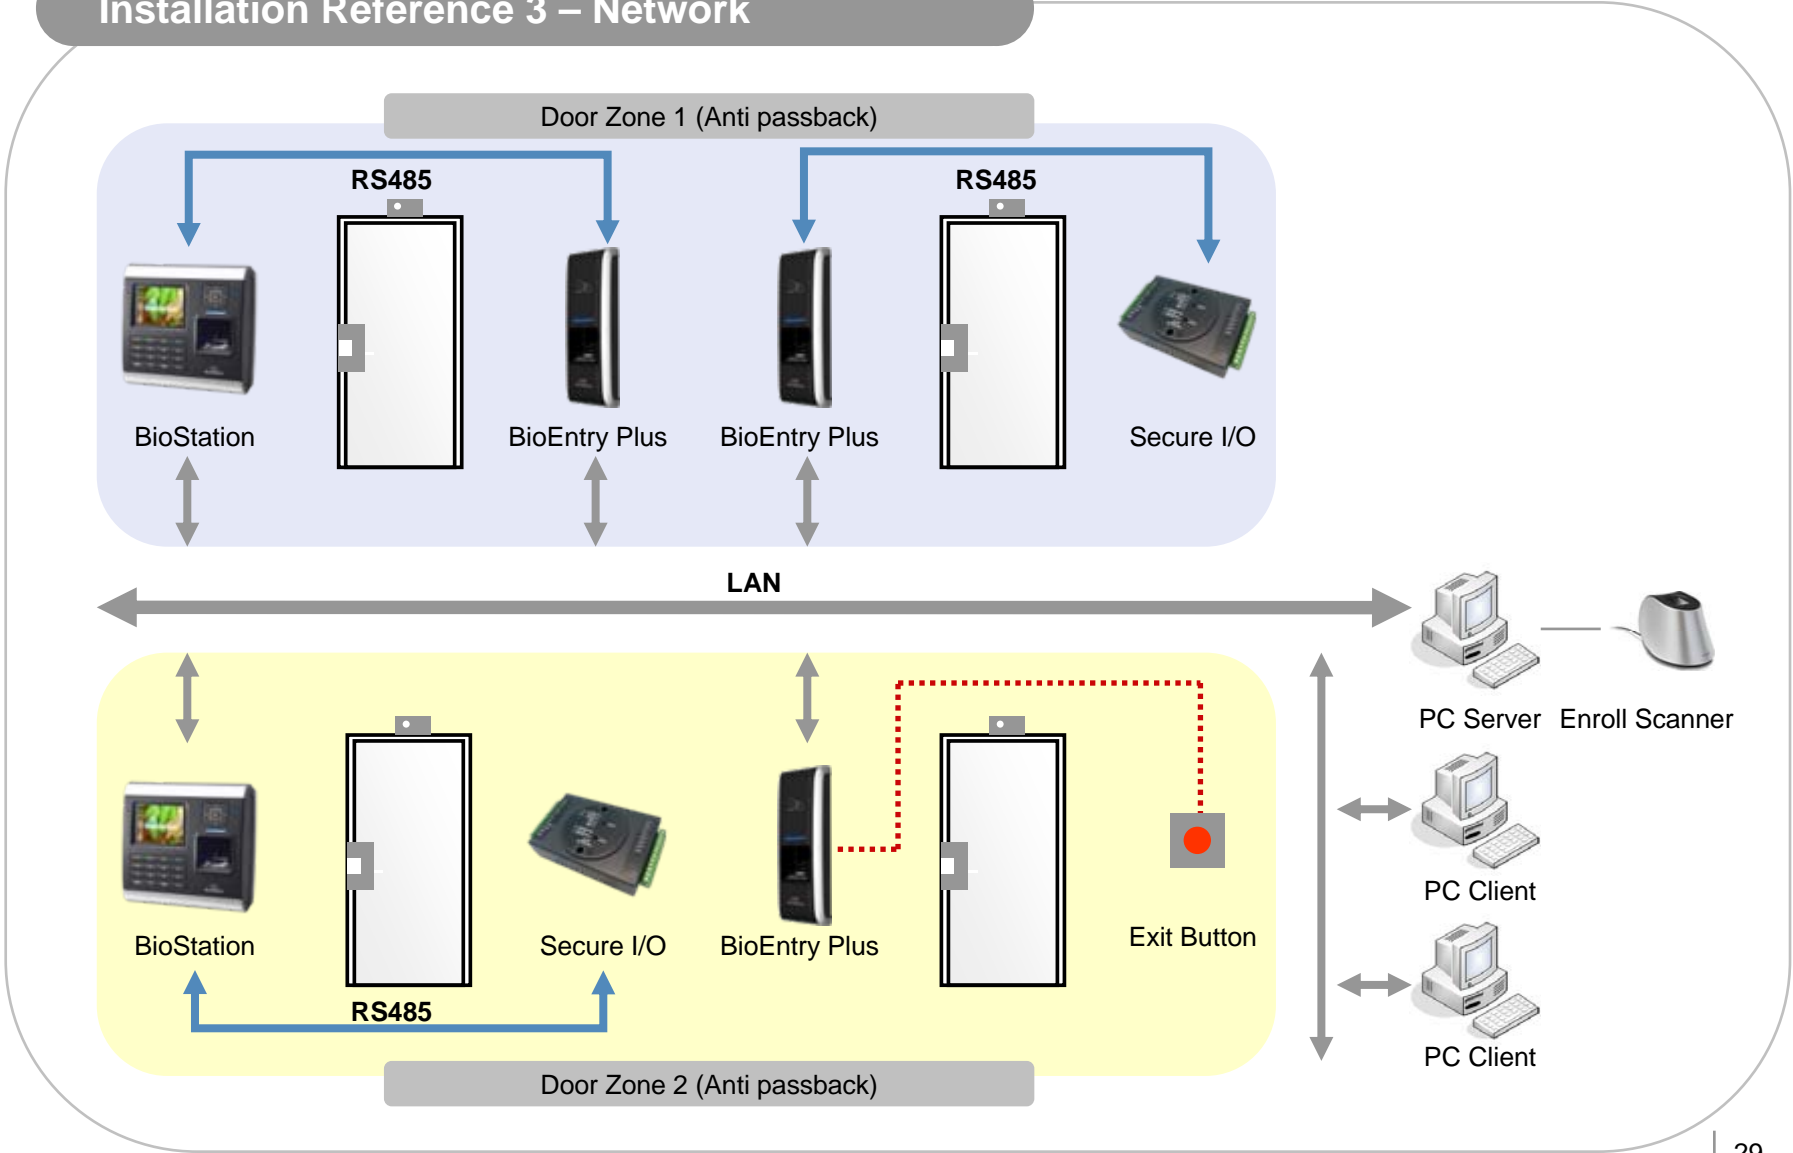 Installation Reference 3 – Network
Door Zone 1 (Anti passback)
RS485
RS485
BioStation
BioEntry Plus
BioEntry Plus
Secure I/O
LAN
PC Server
Enroll Scanner
PC Client
BioStation
Secure I/O
BioEntry Plus
Exit Button
RS485
PC Client
Door Zone 2 (Anti passback)
29